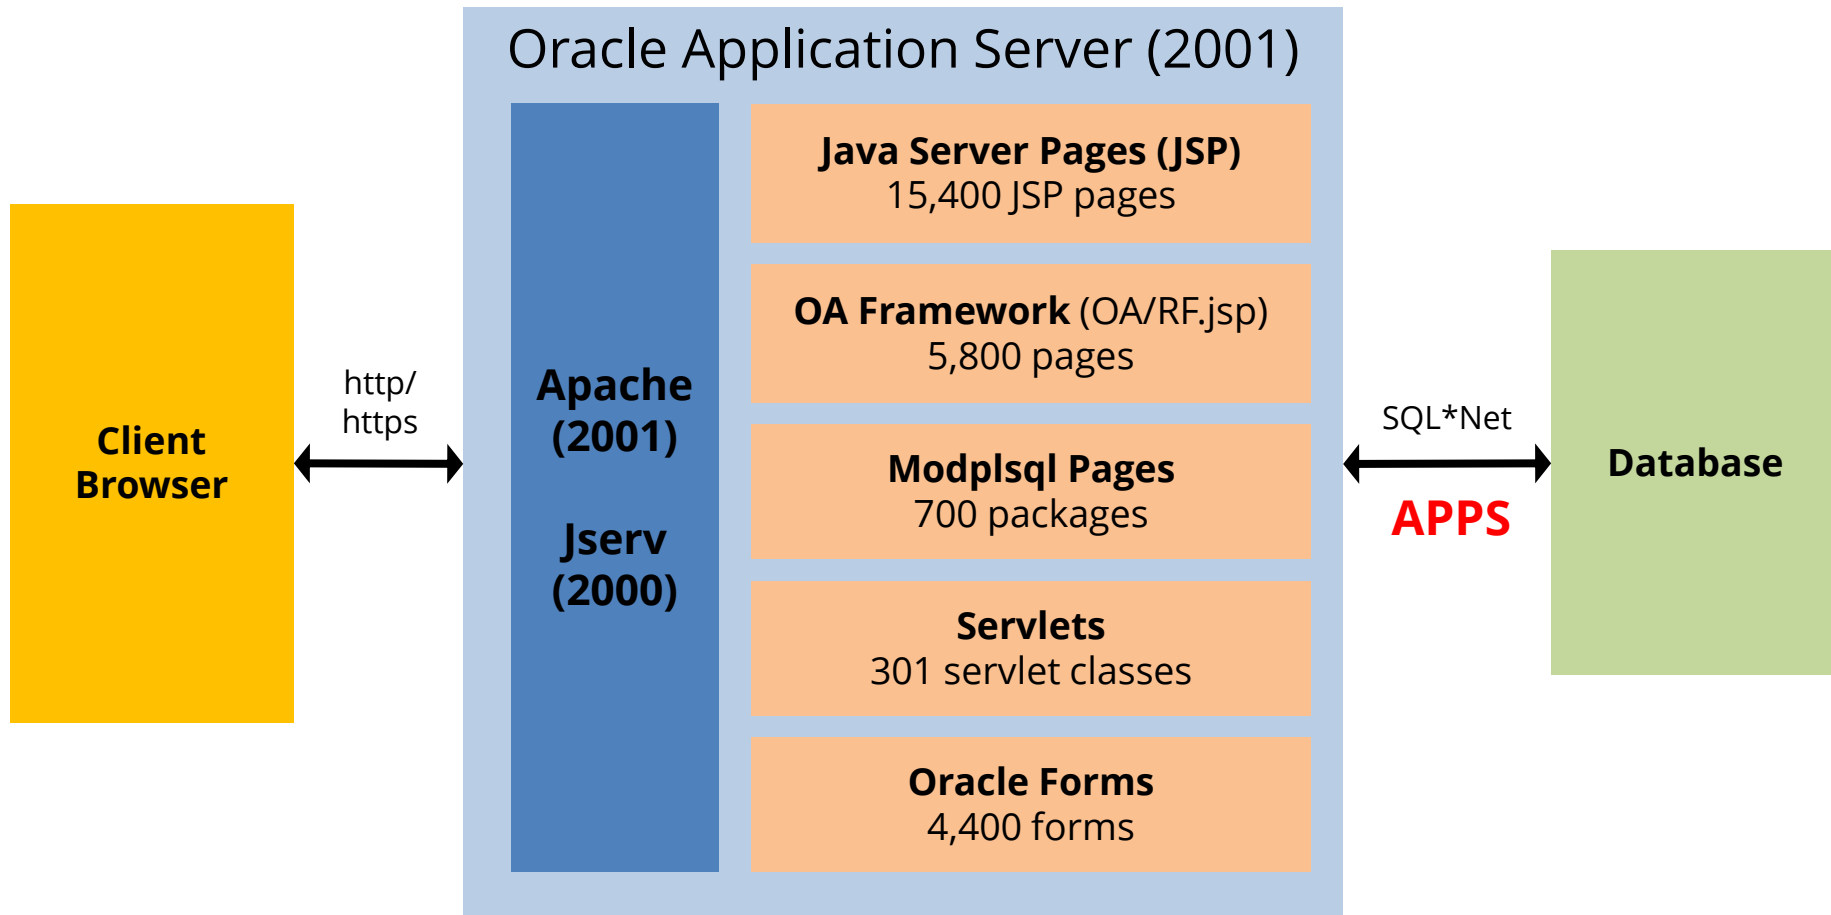 Oracle Application Server (2001)
Client
Browser
http/
https
Apache
(2001)
Jserv
(2000)
Java Server Pages (JSP)
15,400 JSP pages
OA Framework (OA/RF.jsp)
5,800 pages
Modplsql Pages
700 packages
Servlets
301 servlet classes
Oracle Forms
4,400 forms
SQL*Net
APPS
Database